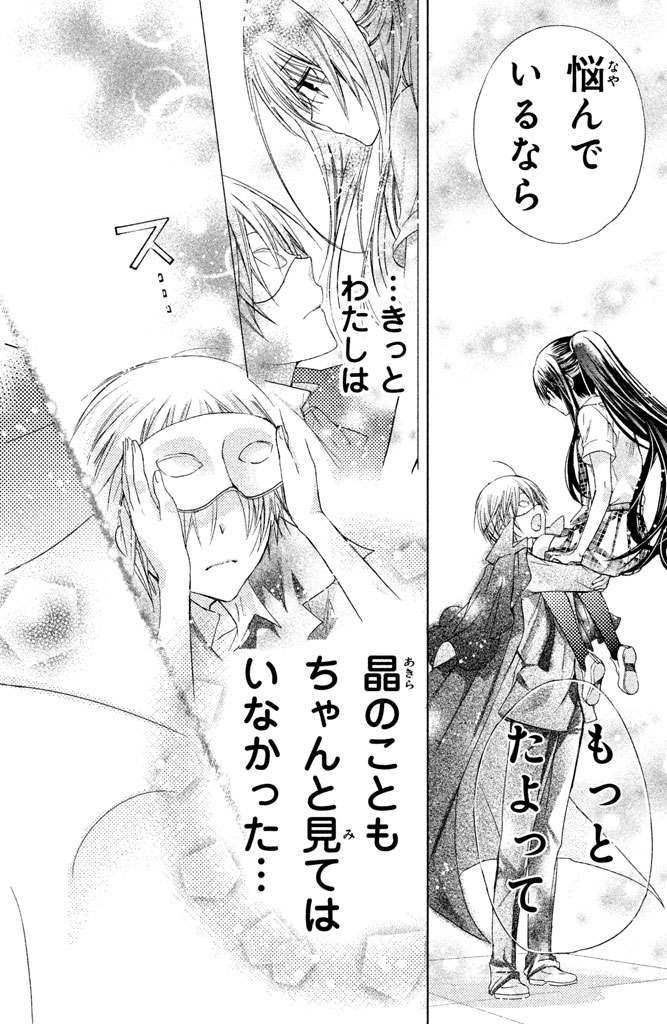 悩んで
いるなら
もっと
たよって
…きっと
わたしは
ス…
晶のことも
ちゃんと見ては
いなかった…